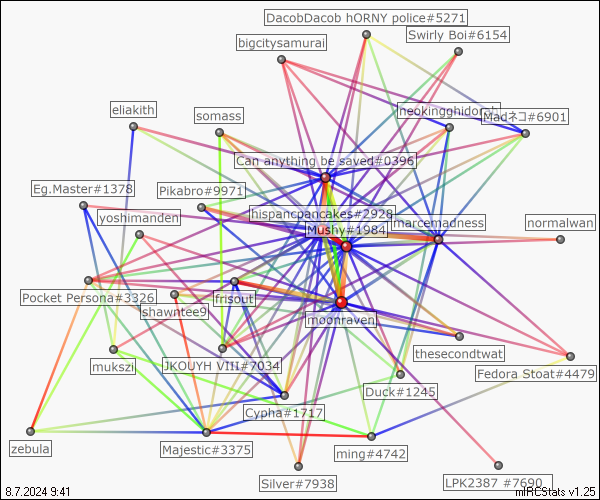 DacobDacob hORNY police#5271
Swirly Boi#6154
bigcitysamurai
eliakith
somass
neokingghidorah
Madネコ#6901
Can anything be saved#0396
Eg.Master#1378
Pikabro#9971
yoshimanden
hispancpancakes#2928
marcemadness
normalwan
Mushy#1984
Pocket Persona#3326
frisout
shawntee9
moonraven
mukszi
JKOUYH VIII#7034
thesecondtwat
Fedora Stoat#4479
Duck#1245
Cypha#1717
zebula
Majestic#3375
ming#4742
Silver#7938
LPK2387 #7690
8.7.2024 9:41
mIRCStats v1.25